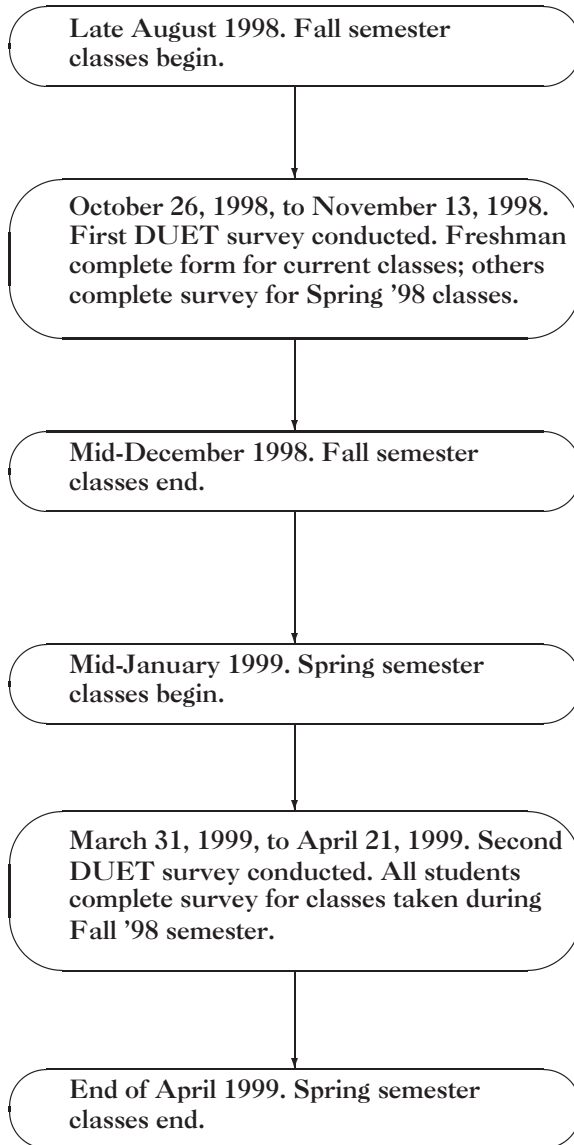 Late August 1998. Fall semester
classes begin.
October 26, 1998, to November 13, 1998.
First DUET survey conducted. Freshman
complete form for current classes; others
complete survey for Spring ’98 classes.
Mid-December 1998. Fall semester
classes end.
Mid-January 1999. Spring semester
classes begin.
March 31, 1999, to April 21, 1999. Second
DUET survey conducted. All students
complete survey for classes taken during
Fall ’98 semester.
End of April 1999. Spring semester
classes end.